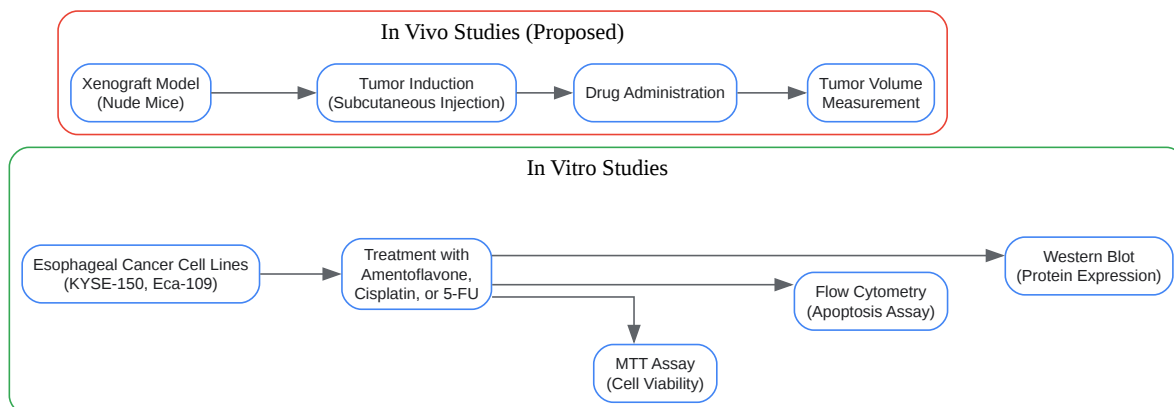 In Vivo Studies (Proposed)
Xenograft Model
(Nude Mice)
Tumor Induction
(Subcutaneous Injection)
Drug Administration
Tumor Volume
Measurement
In Vitro Studies
Esophageal Cancer Cell Lines
(KYSE-150, Eca-109)
Treatment with
Amentoflavone,
Cisplatin, or 5-FU
Western Blot
(Protein Expression)
Flow Cytometry
(Apoptosis Assay)
MTT Assay
(Cell Viability)